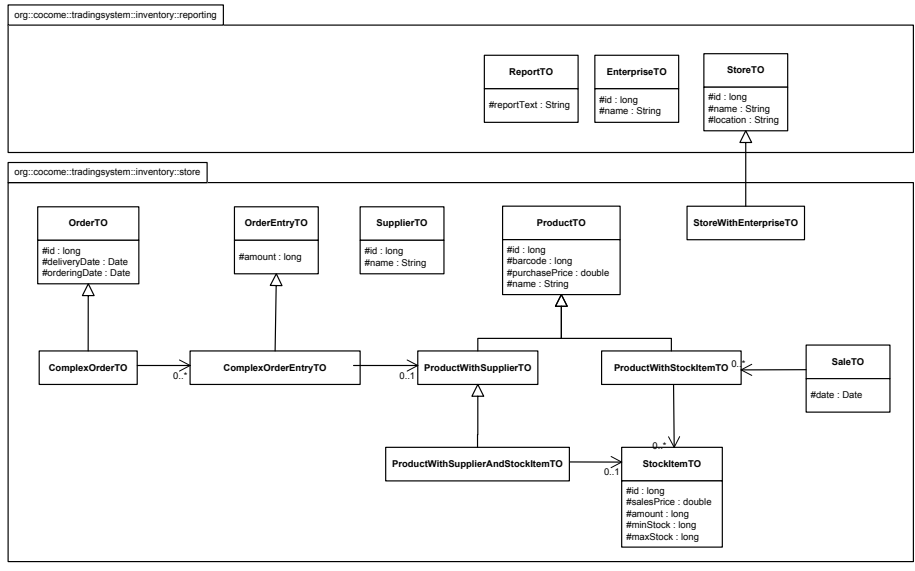 org::cocome::tradingsystem::inventory::reporting
ReportTO
#reportText : String
EnterpriseTO
#id : long
#name : String
StoreTO
#id : long
#name : String
#location : String
org::cocome::tradingsystem::inventory::store
OrderTO
#id : long
#deliveryDate : Date
#orderingDate : Date
OrderEntryTO
#amount : long
SupplierTO
#id : long
#name : String
ProductTO
#id : long
#barcode : long
#purchasePrice : double
#name : String
StoreWithEnterpriseTO
ComplexOrderTO
0..*
ComplexOrderEntryTO
0..1
ProductWithSupplierTO
ProductWithStockItemTO
0..*
SaleTO
#date : Date
ProductWithSupplierAndStockItemTO
0..1
0..*
StockItemTO
#id : long
#salesPrice : double
#amount : long
#minStock : long
#maxStock : long